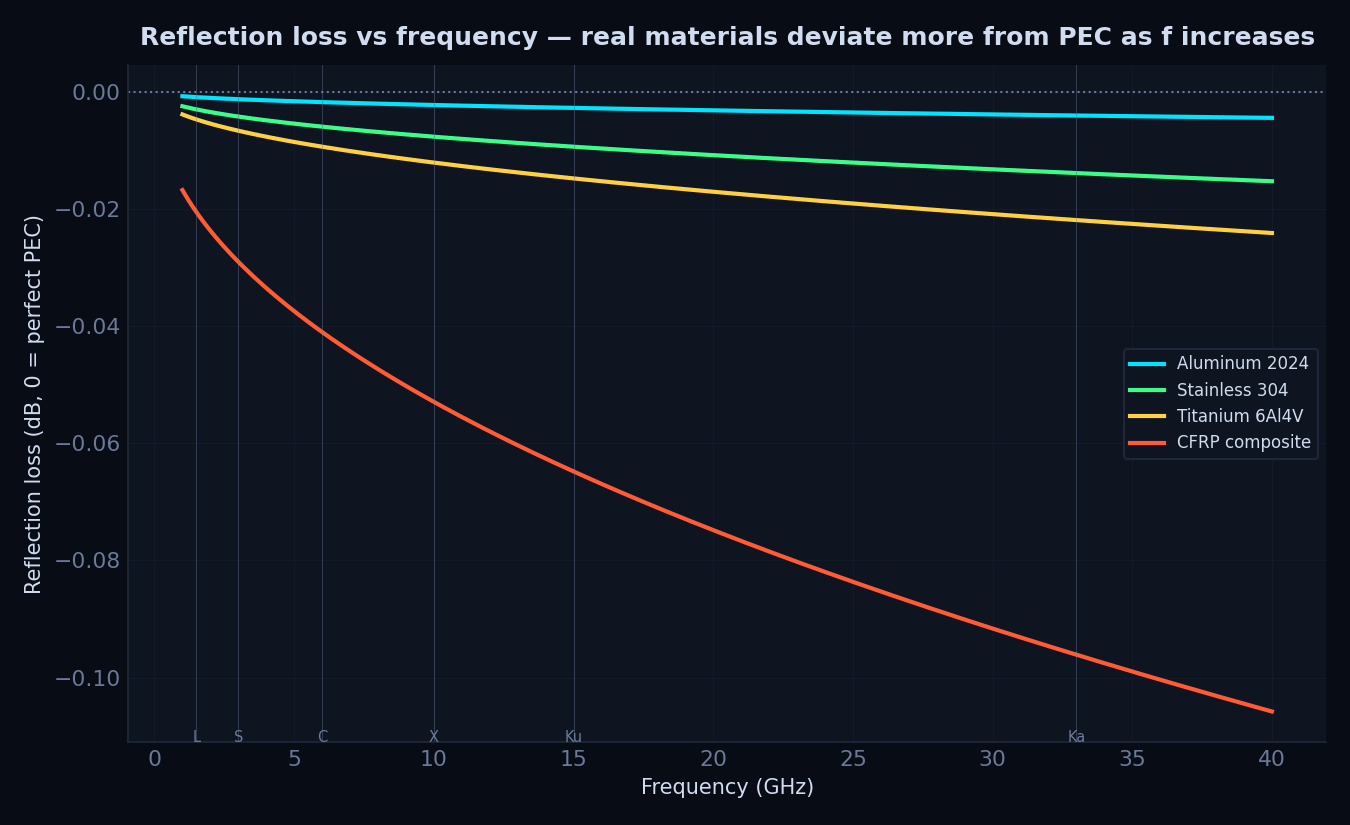 Reflection loss vs frequency — real materials deviate more from PEC as f increases
Reflection loss (dB, 0 = perfect PEC)
0.00
−0.02
−0.04
−0.06
−0.08
−0.10
Aluminum 2024
Stainless 304
Titanium 6Al4V
CFRP composite
L S C X Ku Ka
0 5 10 15 20 25 30 35 40
Frequency (GHz)